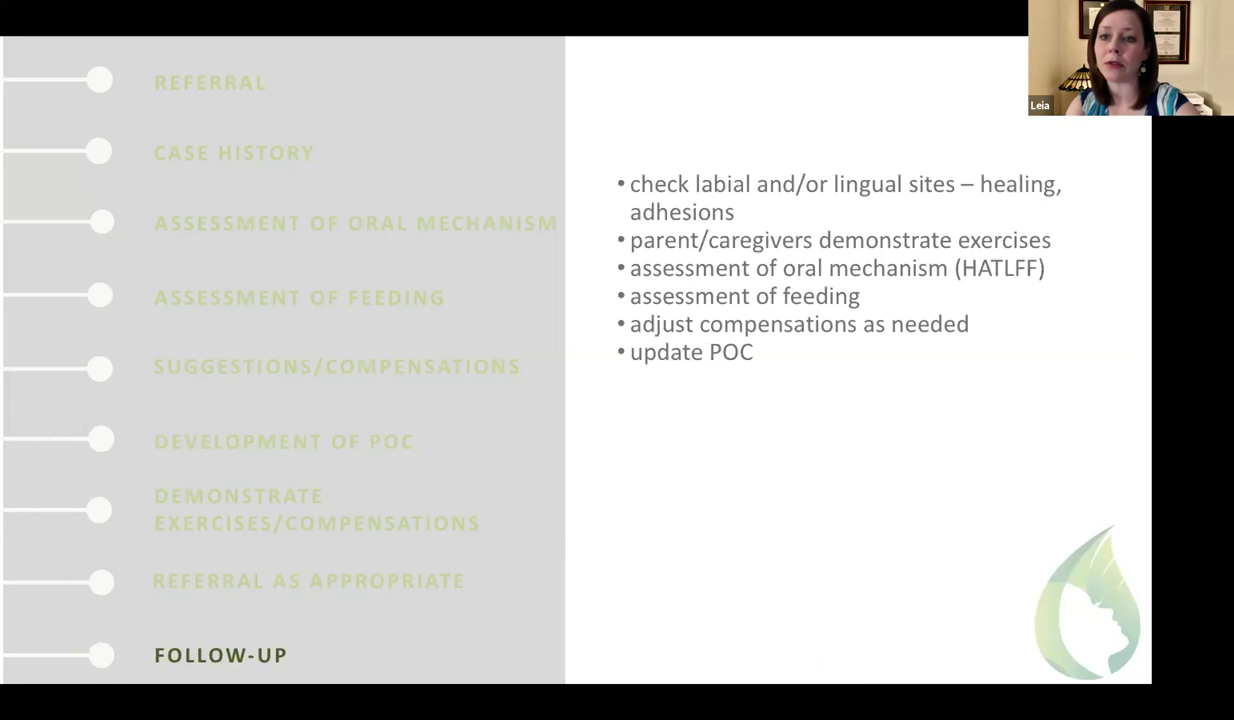 REFERRAL
CASE HISTORY
ASSESSMENT OF ORAL MECHANISM
ASSESSMENT OF FEEDING
SUGGESTIONS/COMPENSATIONS
DEVELOPMENT OF POC
DEMONSTRATE
EXERCISES/COMPENSATIONS
REFERRAL AS APPROPRIATE
FOLLOW-UP
• check labial and/or lingual sites – healing,
adhesions
• parent/caregivers demonstrate exercises
• assessment of oral mechanism (HATLFF)
• assessment of feeding
• adjust compensations as needed
• update POC
Leia